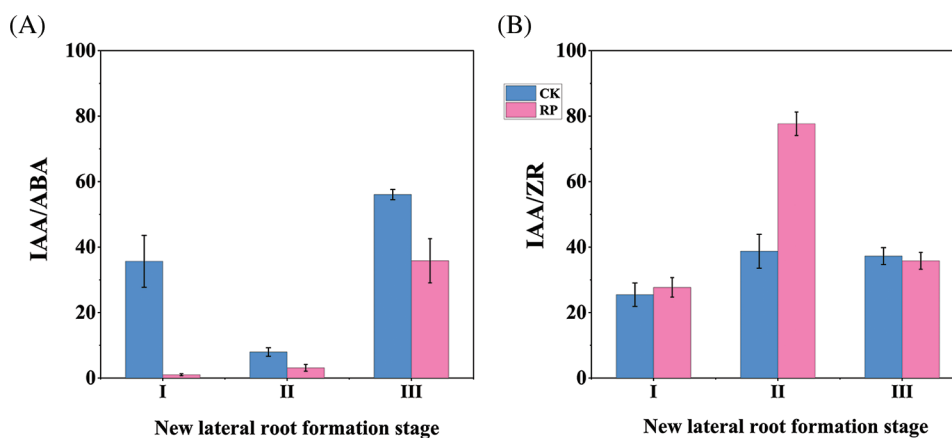 (A)
100
80
60
40
20
0
IAA/ABA
I II III
New lateral root formation stage
(B)
CK
RP
100
80
60
40
20
0
IAA/ZR
I II III
New lateral root formation stage